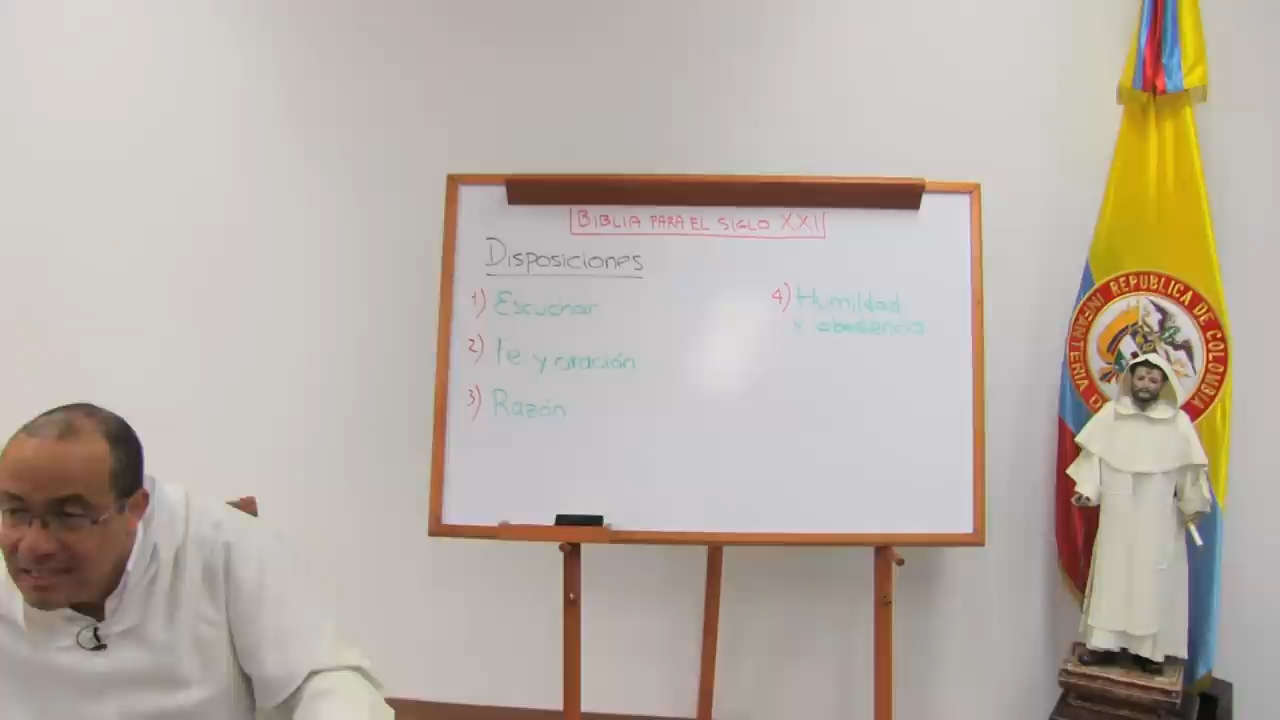 BIBLIA PARA EL SIGLO XXI
Disposiciones
1) Escuchar
2) Fe y oración
3) Razón
4) Humildad
y obediencia
REPUBLICA DE COLOMBIA
INFANTERIA D